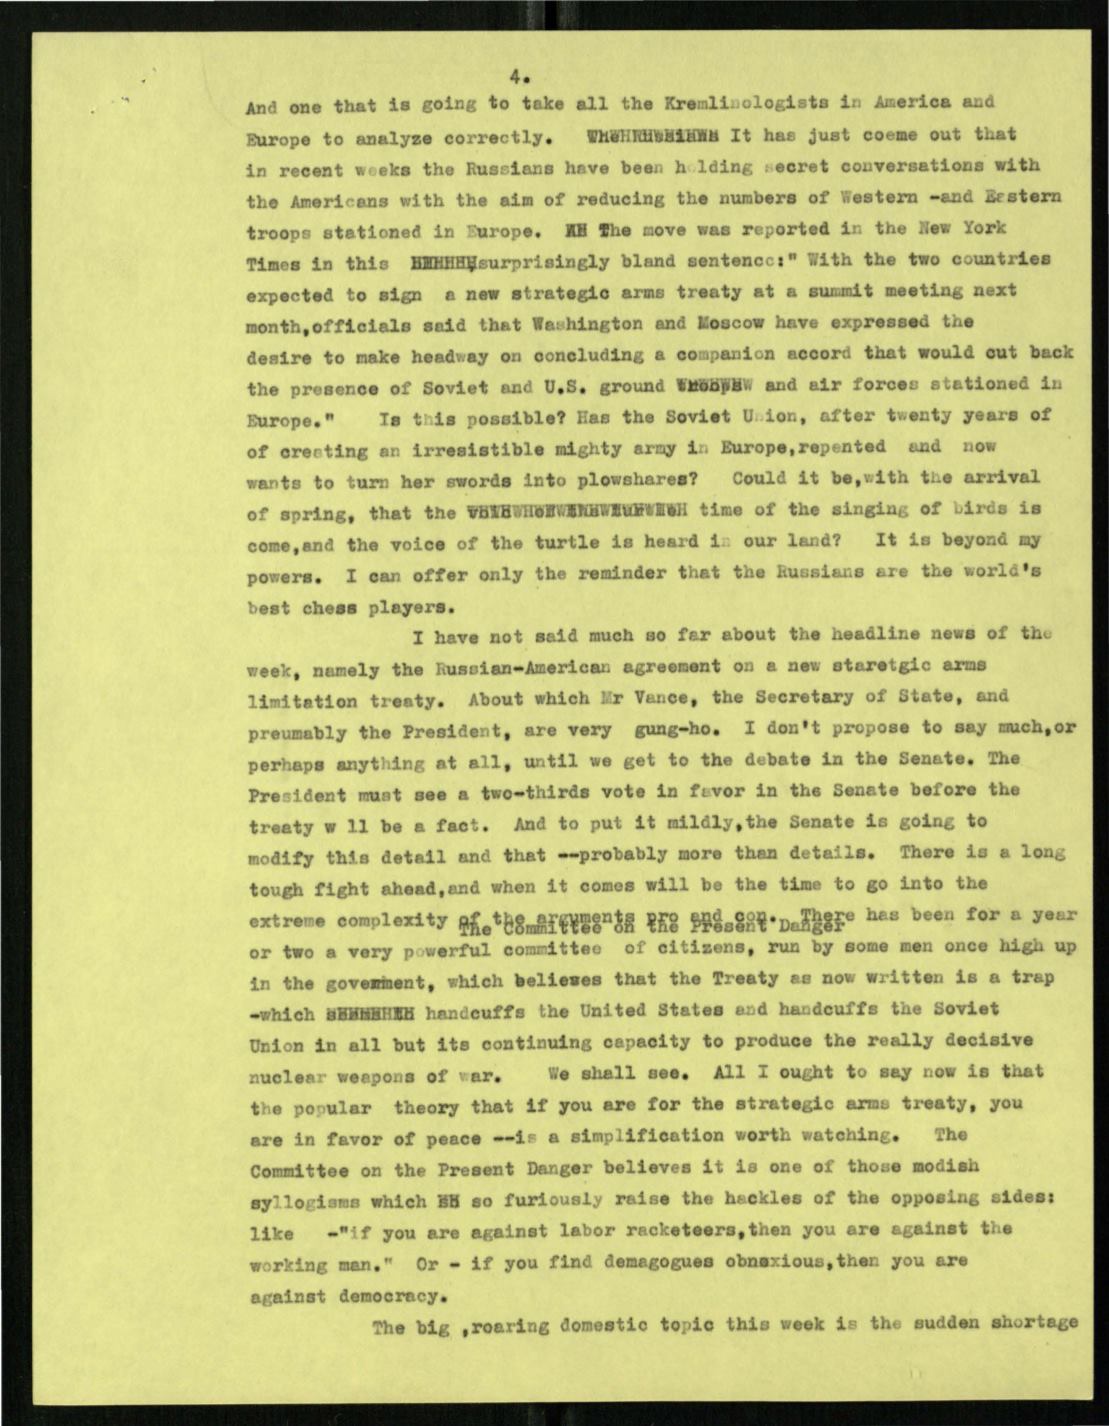 4.
And one that is going to take all the Kremlinologists in America and
Europe to analyze correctly. It has just coeme out that
in recent weeks the Russians have been holding secret conversations with
the Americans with the aim of reducing the numbers of Western -and Eastern
troops stationed in Europe. The move was reported in the New York
Times in this surprisingly bland sentence:" With the two countries
expected to sign a new strategic arms treaty at a summit meeting next
month,officials said that Washington and Moscow have expressed the
desire to make headway on concluding a companion accord that would cut back
the presence of Soviet and U.S. ground and air forces stationed in
Europe." Is this possible? Has the Soviet Union, after twenty years of
of creating an irresistible mighty army in Europe,repented and now
wants to turn her swords into plowshares? Could it be,with the arrival
of spring, that the time of the singing of birds is
come,and the voice of the turtle is heard in our land? It is beyond my
powers. I can offer only the reminder that the Russians are the world's
best chess players.
I have not said much so far about the headline news of the
week, namely the Russian-American agreement on a new staretgic arms
limitation treaty. About which Mr Vance, the Secretary of State, and
preumably the President, are very gung-ho. I don't propose to say much,or
perhaps anything at all, until we get to the debate in the Senate. The
President must see a two-thirds vote in favor in the Senate before the
treaty w ll be a fact. And to put it mildly,the Senate is going to
modify this detail and that --probably more than details. There is a long
tough fight ahead,and when it comes will be the time to go into the
extreme complexity of the arguments pro and con. There has been for a year
The Committee on the Present Danger
or two a very powerful committee of citizens, run by some men once high up
in the government, which believes that the Treaty as now written is a trap
-which handcuffs the United States and handcuffs the Soviet
Union in all but its continuing capacity to produce the really decisive
nuclear weapons of war. We shall see. All I ought to say now is that
the popular theory that if you are for the strategic arms treaty, you
are in favor of peace --is a simplification worth watching. The
Committee on the Present Danger believes it is one of those modish
syllogisms which so furiously raise the hackles of the opposing sides:
like -"if you are against labor racketeers,then you are against the
working man." Or - if you find demagogues obnoxious,then you are
against democracy.
The big ,roaring domestic topic this week is the sudden shortage